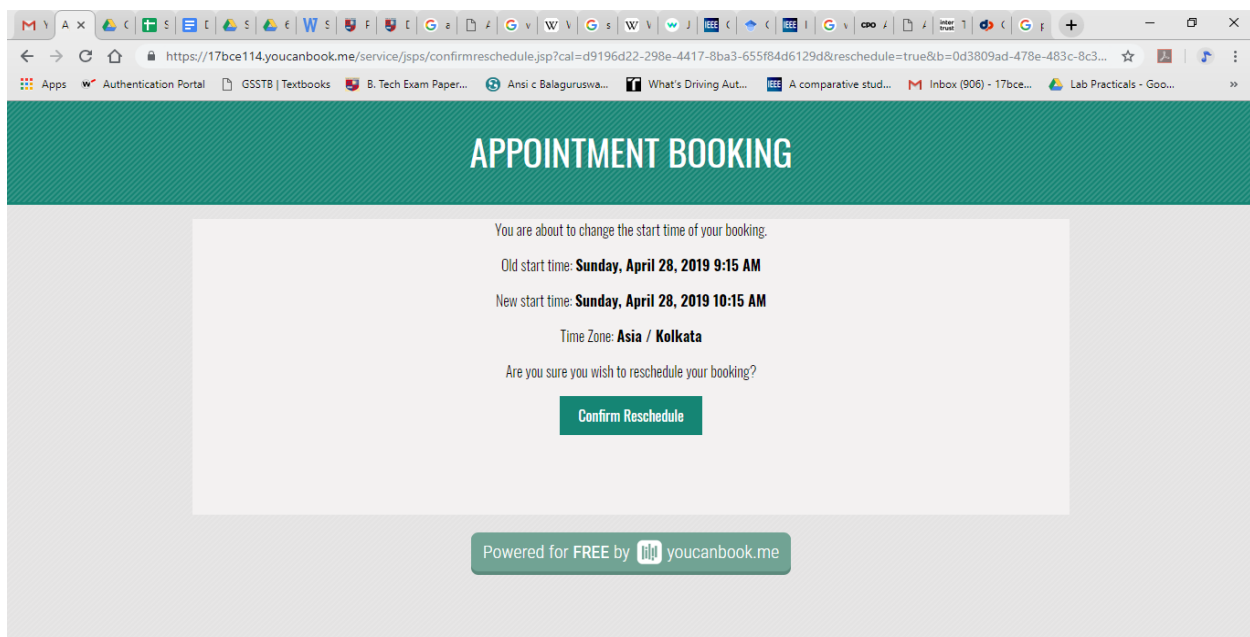 https://17bce114.youcanbook.me/service/jsps/confirmreschedule.jsp?cal=d9196d22-298e-4417-8ba3-655f84d6129d&reschedule=true&b=0d3809ad-478e-483c-8c3...
Apps Authentication Portal GSSTB | Textbooks B. Tech Exam Paper... Ansi c Balaguruswa... What's Driving Aut... A comparative stud... Inbox (906) - 17bce... Lab Practicals - Goo... »
APPOINTMENT BOOKING
You are about to change the start time of your booking.
Old start time: Sunday, April 28, 2019 9:15 AM
New start time: Sunday, April 28, 2019 10:15 AM
Time Zone: Asia / Kolkata
Are you sure you wish to reschedule your booking?
Confirm Reschedule
Powered for FREE by youcanbook.me